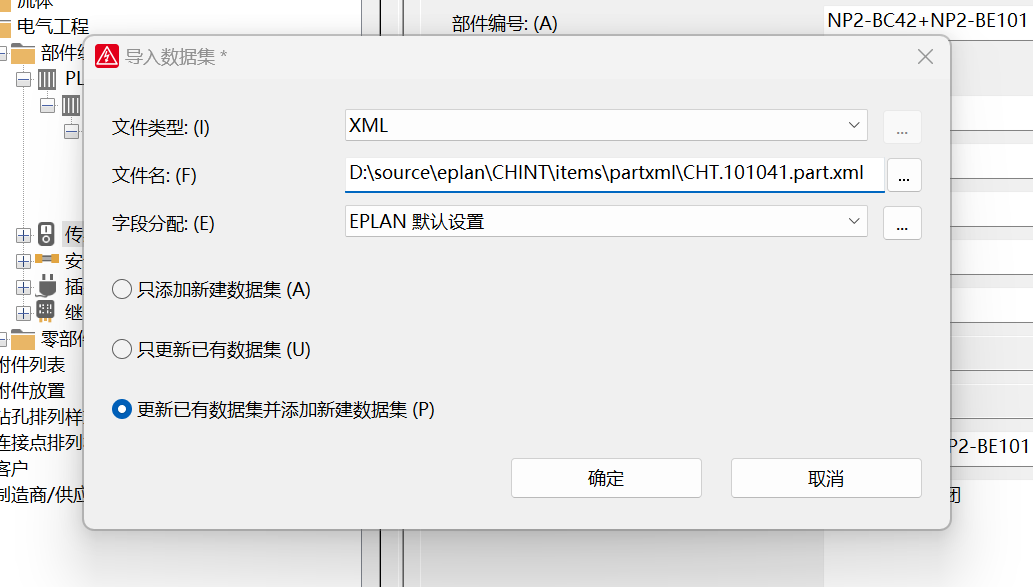 流体
电气工程
部件编号: (A)
NP2-BC42+NP2-BE101
部件
导入数据集 *
PL
文件类型: (I)
XML
...
文件名: (F)
D:\source\eplan\CHINT\items\partxml\CHT.101041.part.xml
...
字段分配: (E)
EPLAN 默认设置
...
传
安
插
只添加新建数据集 (A)
继
零部件
只更新已有数据集 (U)
附件列表
附件放置
更新已有数据集并添加新建数据集 (P)
钻孔排列样
连接点排列
P2-BE101
客户
确定
取消
制造商/供应
闭